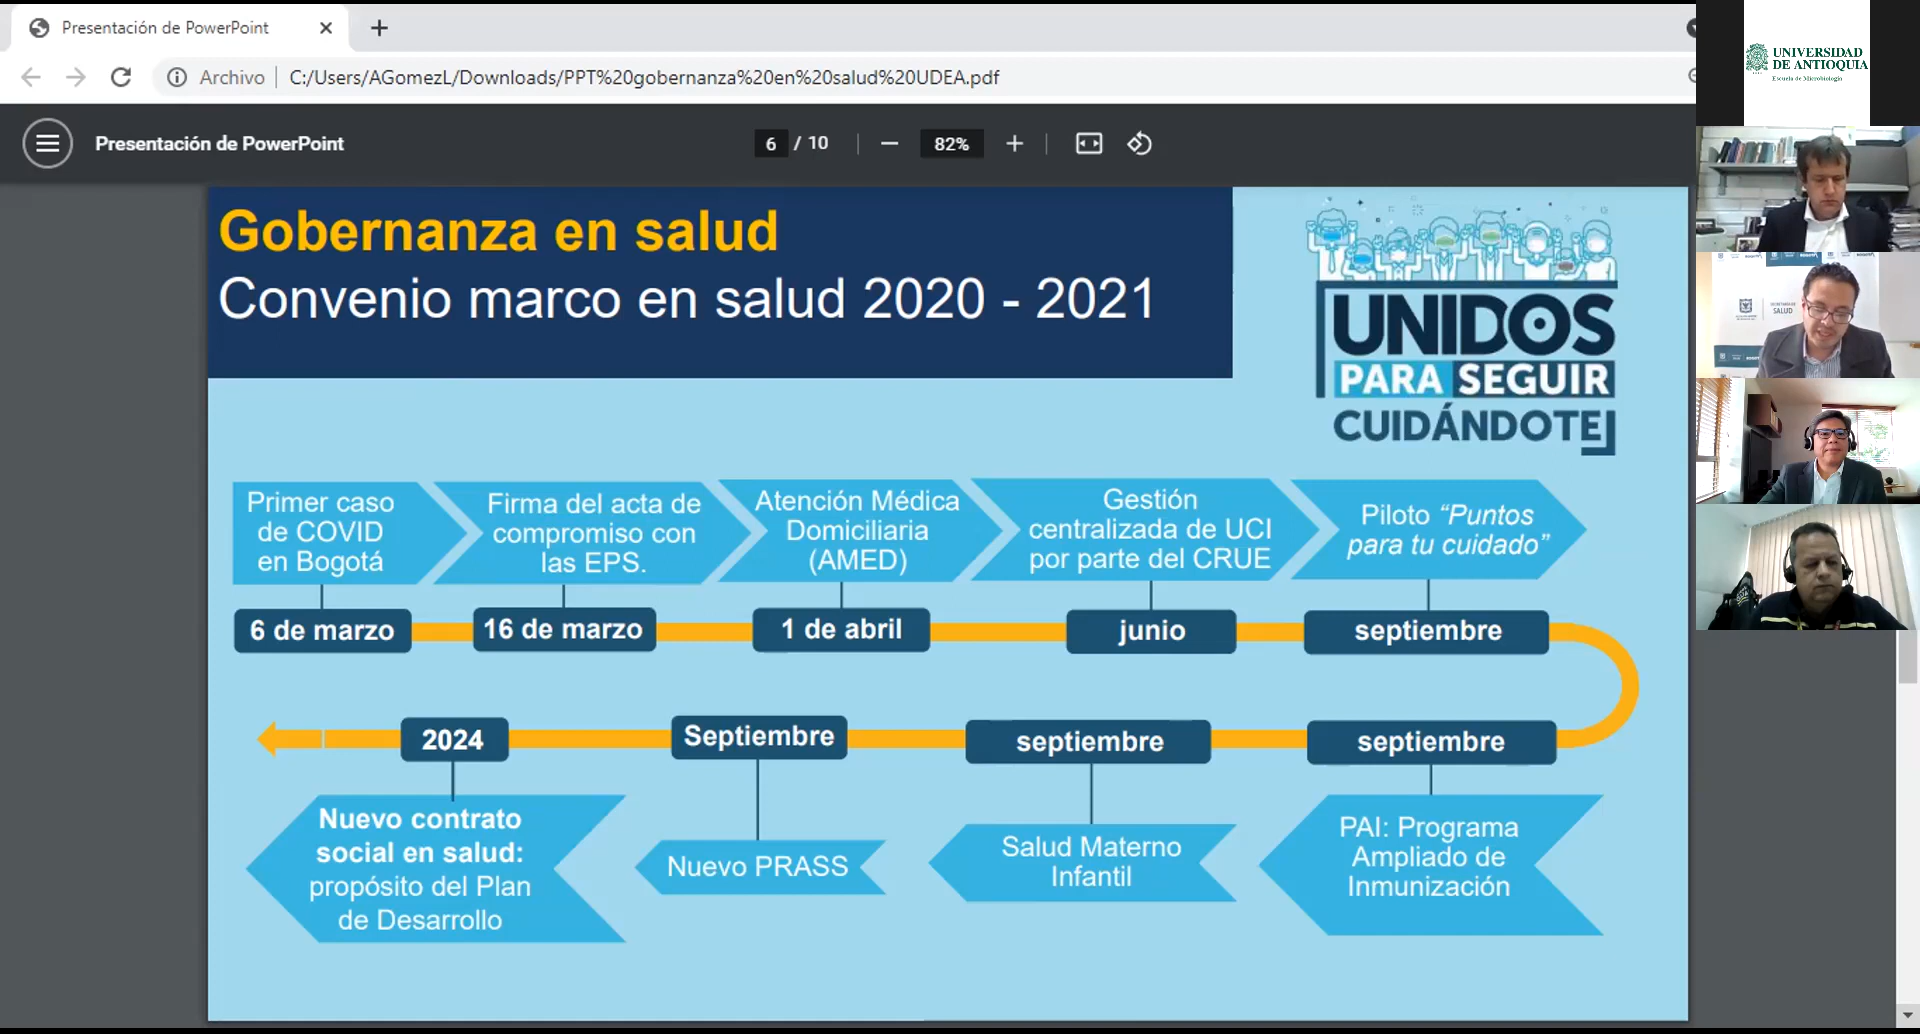 Presentación de PowerPoint
Archivo
C:/Users/AGomezL/Downloads/PPT%20gobernanza%20en%20salud%20UDEA.pdf
Presentación de PowerPoint
6 / 10
82%
UNIVERSIDAD
DE ANTIOQUIA
Escuela de Microbiología
SALUD
Gobernanza en salud
Convenio marco en salud 2020 - 2021
UNIDOS
PARA SEGUIR
CUIDÁNDOTE
Primer caso
de COVID
en Bogotá
Firma del acta de
compromiso con
las EPS.
Atención Médica
Domiciliaria
(AMED)
Gestión
centralizada de UCI
por parte del CRUE
Piloto “Puntos
para tu cuidado”
6 de marzo
16 de marzo
1 de abril
junio
septiembre
2024
Septiembre
septiembre
septiembre
Nuevo contrato
social en salud:
propósito del Plan
de Desarrollo
Nuevo PRASS
Salud Materno
Infantil
PAI: Programa
Ampliado de
Inmunización